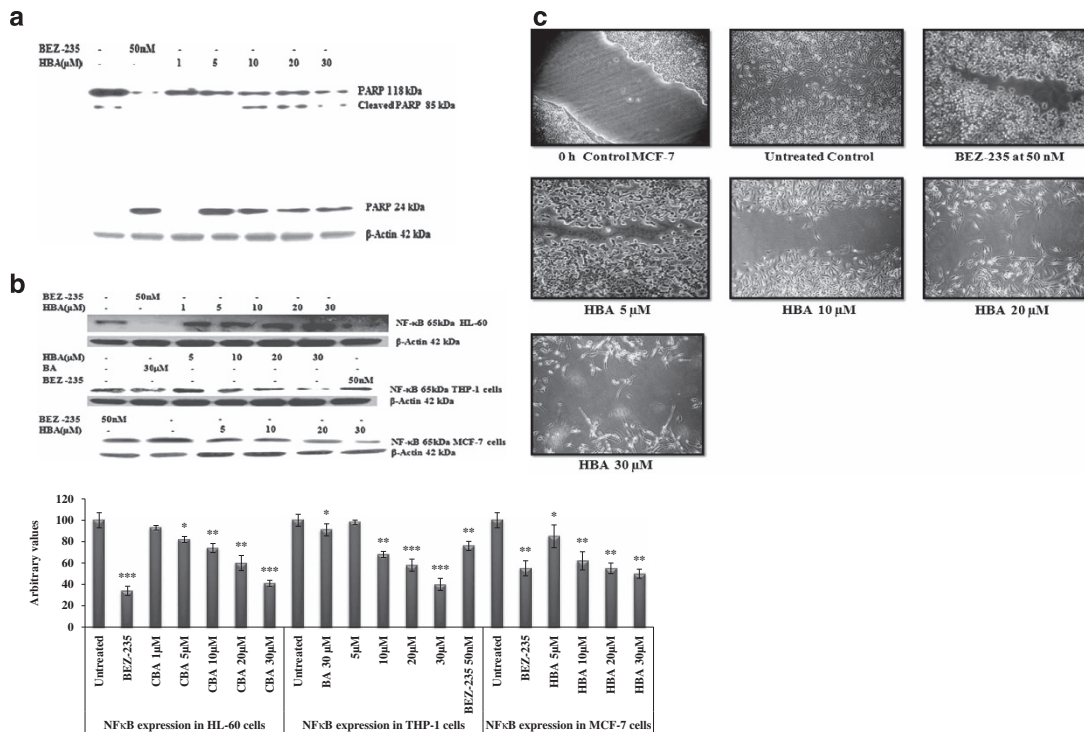 a
BEZ-235 - 50nM - - - - -
HBA(µM) - - 1 5 10 20 30
PARP 118 kDa
Cleaved PARP 85 kDa
PARP 24 kDa
β-Actin 42 kDa
b
BEZ-235 - 50nM - - - - -
HBA(µM) - - 1 5 10 20 30
NF-κB 65kDa HL-60
β-Actin 42 kDa
HBA(µM) - - 5 10 20 30 -
BA - 30µM - - - - -
BEZ-235 - - - - - - 50nM
NF-κB 65kDa THP-1 cells
β-Actin 42 kDa
BEZ-235 50nM - - - - -
HBA(µM) - - 5 10 20 30
NF-κB 65kDa MCF-7 cells
β-Actin 42 kDa
c
0 h Control MCF-7
Untreated Control
BEZ-235 at 50 nM
HBA 5 µM
HBA 10 µM
HBA 20 µM
HBA 30 µM
Arbitrary values
120
100
80
60
40
20
0
*** * ** ** ***
* ** *** *** **
** * ** ** **
Untreated
BEZ-235
CBA 1µM
CBA 5µM
CBA 10µM
CBA 20µM
CBA 30µM
Untreated
BA 30 µM
5µM
10µM
20µM
30µM
BEZ-235 50nM
Untreated
BEZ-235
HBA 5µM
HBA 10µM
HBA 20µM
HBA 30µM
NFκB expression in HL-60 cells
NFκB expression in THP-1 cells
NFκB expression in MCF-7 cells